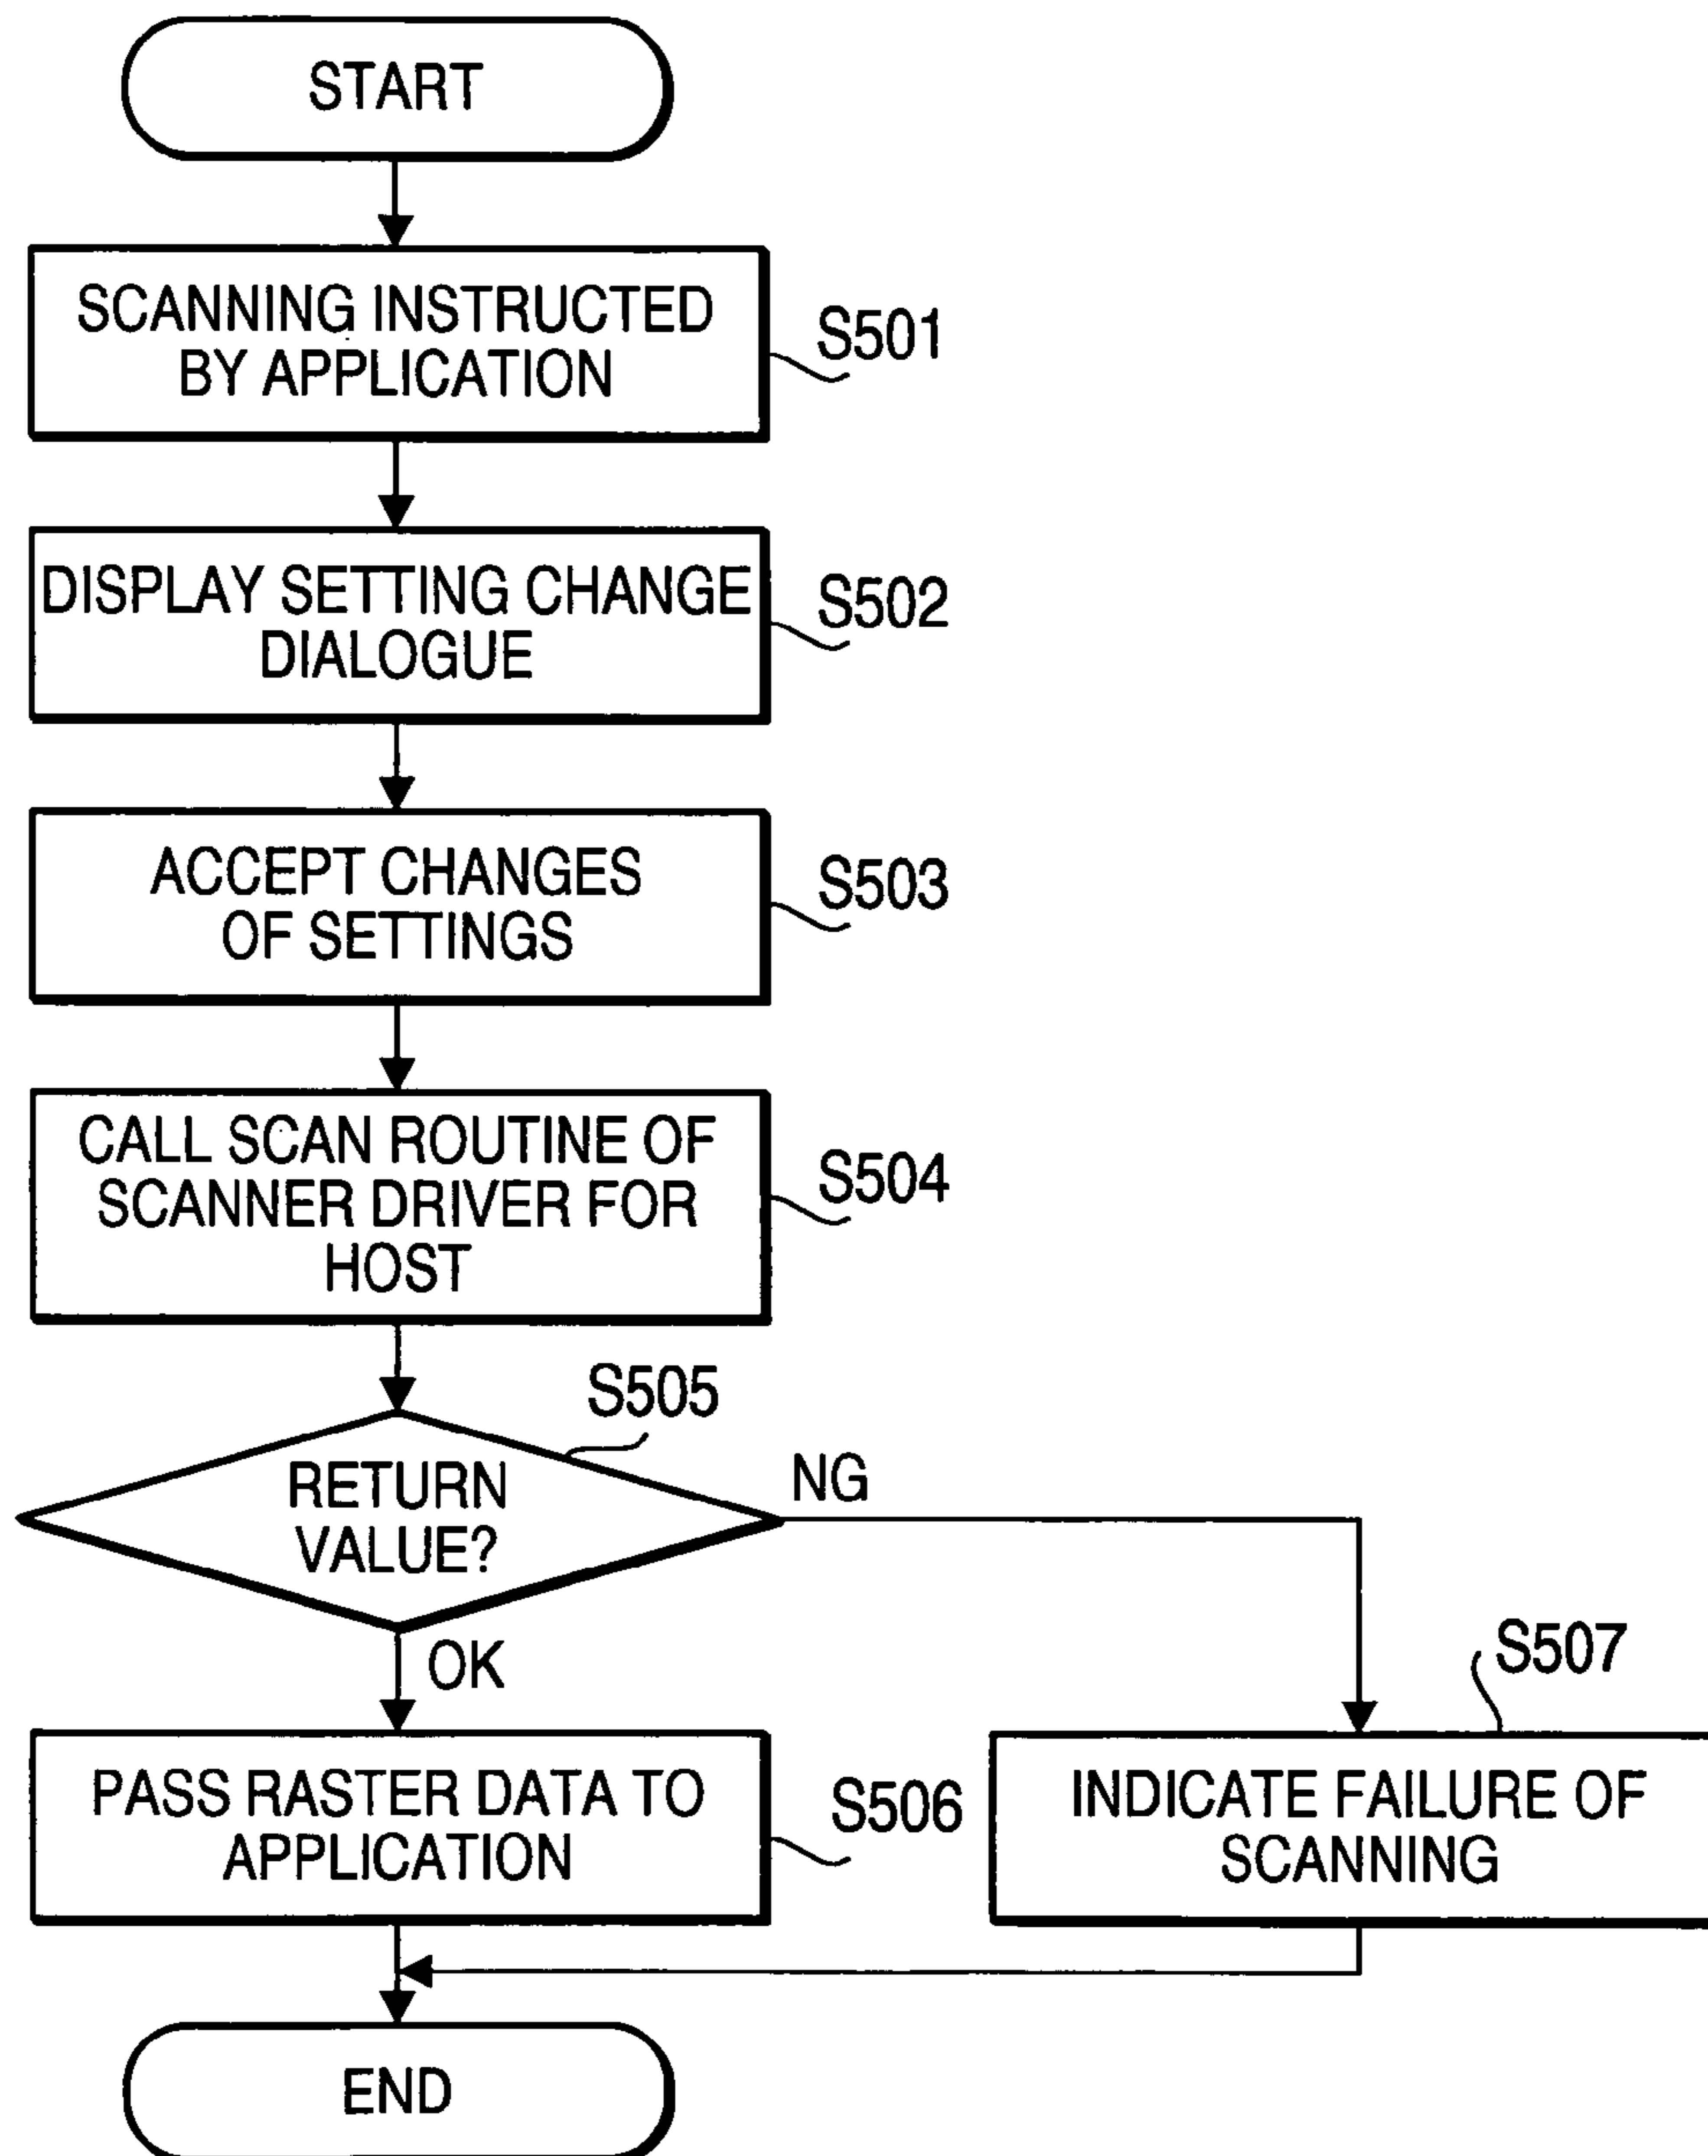 START
SCANNING INSTRUCTED
BY APPLICATION
S501
DISPLAY SETTING CHANGE
DIALOGUE
S502
ACCEPT CHANGES
OF SETTINGS
S503
CALL SCAN ROUTINE OF
SCANNER DRIVER FOR
HOST
S504
S505
RETURN
VALUE?
NG
OK
S507
PASS RASTER DATA TO
APPLICATION
S506
INDICATE FAILURE OF
SCANNING
END